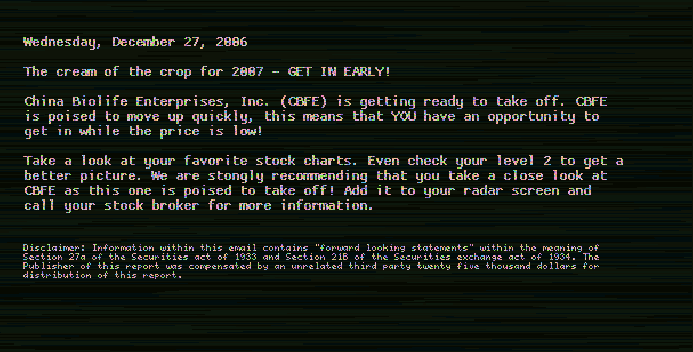 Wednesday, December 27, 2006
The cream of the crop for 2007 - GET IN EARLY!
China Biolife Enterprises, Inc. (CBFE) is getting ready to take off. CBFE
is poised to move up quickly, this means that YOU have an opportunity to
get in while the price is low!
Take a look at your favorite stock charts. Even check your level 2 to get a
better picture. We are stongly recommending that you take a close look at
CBFE as this one is poised to take off! Add it to your radar screen and
call your stock broker for more information.
Disclaimer: Information within this email contains "forward looking statements" within the meaning of
Section 27a of the Securities act of 1933 and Section 21B of the Securities exchange act of 1934. The
Publisher of this report was compensated by an unrelated third party twenty five thousand dollars for
distribution of this report.